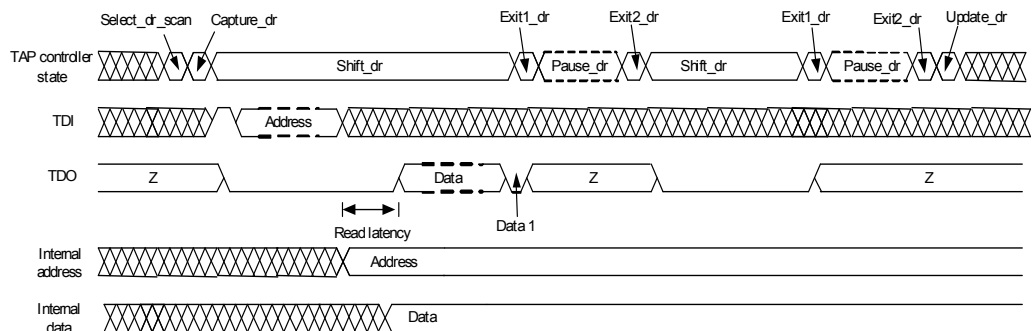 Select_dr_scan
Capture_dr
Exit1_dr
Exit2_dr
Exit1_dr
Exit2_dr
Update_dr
TAP controller
state
Shift_dr
Pause_dr
Shift_dr
Pause_dr
TDI
Address
TDO
Z
Data
Z
Z
Read latency
Data 1
Internal
address
Address
Internal
data
Data